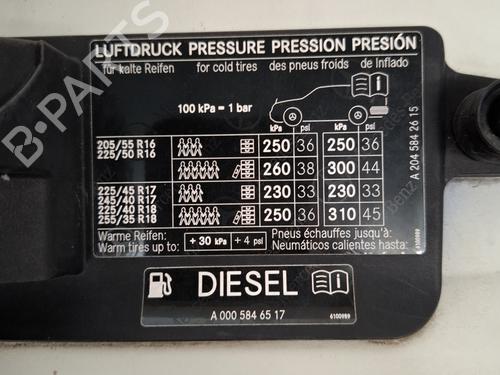 LUFTDRUCK PRESSURE PRESSION PRESIÓN
für kalte Reifen for cold tires des pneus froids de Inflado
100 kPa = 1 bar
kPa psi kPa psi
205/55 R16
225/50 R16
250 36 250 36
260 38 300 44
225/45 R17
245/40 R17
225/40 R18
255/35 R18
230 33 230 33
250 36 310 45
Warme Reifen:
Warm tires up to:
+ 30 kPa + 4 psi
Pneus échauffes jusqu'à:
Neumáticos calientes hasta:
A 204 584 26 15
6100989
DIESEL
A 000 584 65 17
6100989
B-PARTS